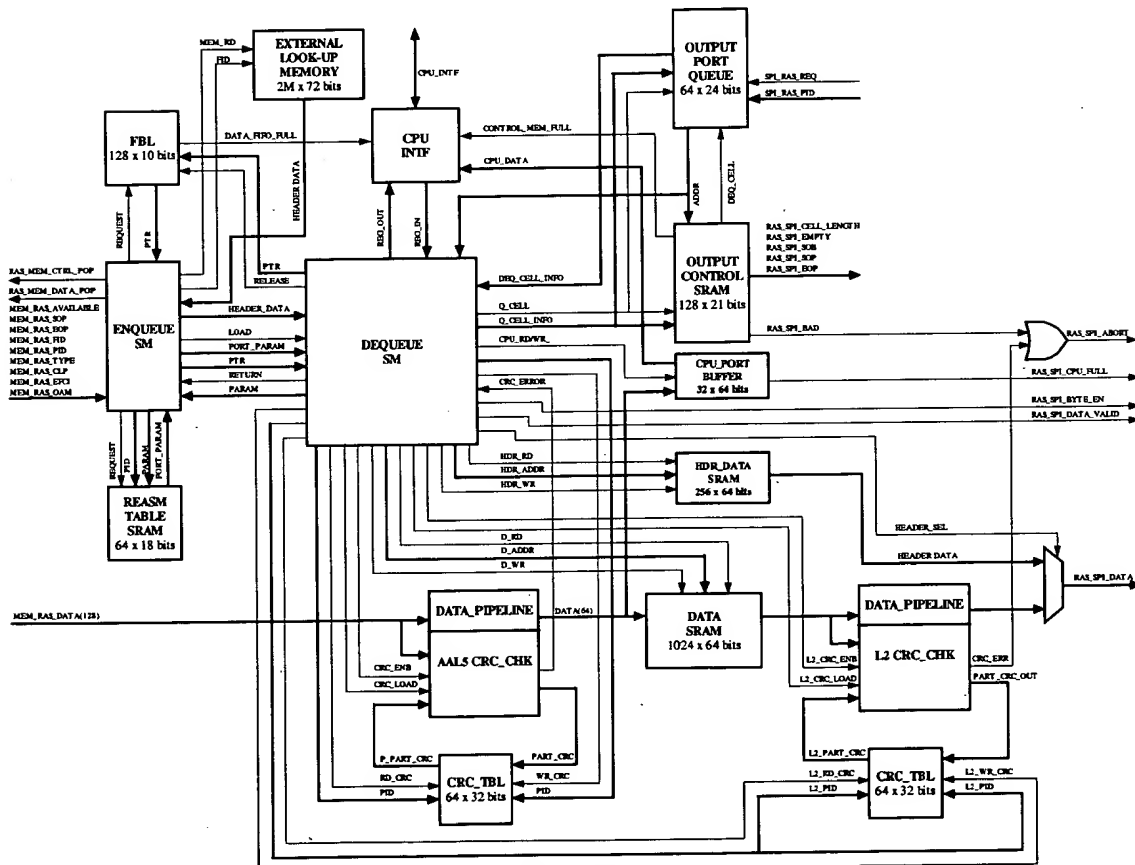 MEM_RD
FID
EXTERNAL
LOOK-UP
MEMORY
2M x 72 bits
CPU_INTF
OUTPUT
PORT
QUEUE
64 x 24 bits
SPI_RAS_REQ
SPI_RAS_PID
FBL
128 x 10 bits
DATA_FIFO_FULL
CPU
INTF
CONTROL_MEM_FULL
CPU_DATA
HEADER DATA
ADDR
DEQ_CELL
REQUEST
PTR
REG_OUT
REG_IN
RAS_SPI_CELL_LENGTH
RAS_SPI_EMPTY
RAS_SPI_SOB
RAS_SPI_SOP
RAS_SPI_EOP
OUTPUT
CONTROL
SRAM
128 x 21 bits
RAS_MEM_CTRL_POP
RAS_MEM_DATA_POP
MEM_RAS_AVAILABLE
MEM_RAS_SOP
MEM_RAS_EOP
MEM_RAS_FID
MEM_RAS_PID
MEM_RAS_TYPE
MEM_RAS_CLP
MEM_RAS_EFCI
MEM_RAS_OAM
ENQUEUE
SM
PTR
RELEASE
HEADER_DATA
LOAD
PORT_PARAM
PTR
RETURN
PARAM
DEQUEUE
SM
DEQ_CELL_INFO
Q_CELL
Q_CELL_INFO
CPU_RD/WR_
CRC_ERROR
RAS_SPI_BAD
RAS_SPI_ABORT
CPU_PORT
BUFFER
32 x 64 bits
RAS_SPI_CPU_FULL
RAS_SPI_BYTE_EN
RAS_SPI_DATA_VALID
REQUEST
PID
PARAM
PORT_PARAM
REASM
TABLE
SRAM
64 x 18 bits
HDR_RD
HDR_ADDR
HDR_WR
HDR_DATA
SRAM
256 x 64 bits
HEADER_SEL
HEADER DATA
RAS_SPI_DATA
D_RD
D_ADDR
D_WR
MEM_RAS_DATA(128)
DATA_PIPELINE
AAL5 CRC_CHK
DATA(64)
DATA
SRAM
1024 x 64 bits
DATA_PIPELINE
L2 CRC_CHK
CRC_ENB
CRC_LOAD
L2_CRC_ENB
L2_CRC_LOAD
CRC_ERR
PART_CRC_OUT
P_PART_CRC
PART_CRC
RD_CRC
PID
CRC_TBL
64 x 32 bits
WR_CRC
PID
L2_PART_CRC
L2_RD_CRC
L2_PID
CRC_TBL
64 x 32 bits
L2_WR_CRC
L2_PID